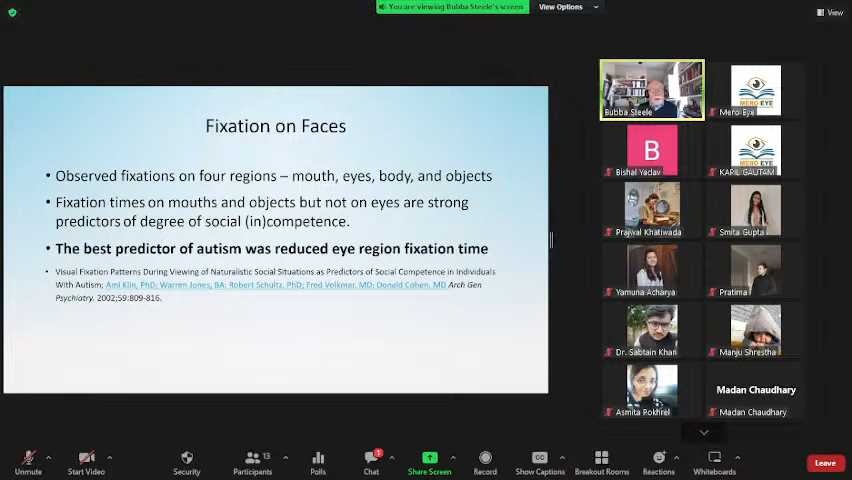 You are viewing Bubba Steele's screen
View Options
View
Fixation on Faces
• Observed fixations on four regions – mouth, eyes, body, and objects
• Fixation times on mouths and objects but not on eyes are strong
predictors of degree of social (in)competence.
• The best predictor of autism was reduced eye region fixation time
• Visual Fixation Patterns During Viewing of Naturalistic Social Situations as Predictors of Social Competence in Individuals
With Autism; Ami Klin, PhD; Warren Jones, BA; Robert Schultz, PhD; Fred Volkmar, MD; Donald Cohen, MD Arch Gen
Psychiatry. 2002;59:809-816.
Bubba Steele
MERO EYE
Mero Eye
B
Bishal Yadav
MERO EYE
KAPIL GAUTAM
Prajwal Khatiwada
Smita Gupta
Yamuna Acharya
Pratima
Dr. Sabtain Khan
Manju Shrestha
Asmita Pokhrel
Madan Chaudhary
Madan Chaudhary
Unmute
Start Video
Security
Participants
13
Polls
Chat
1
Share Screen
Record
CC
Show Captions
Breakout Rooms
Reactions
Whiteboards
Leave